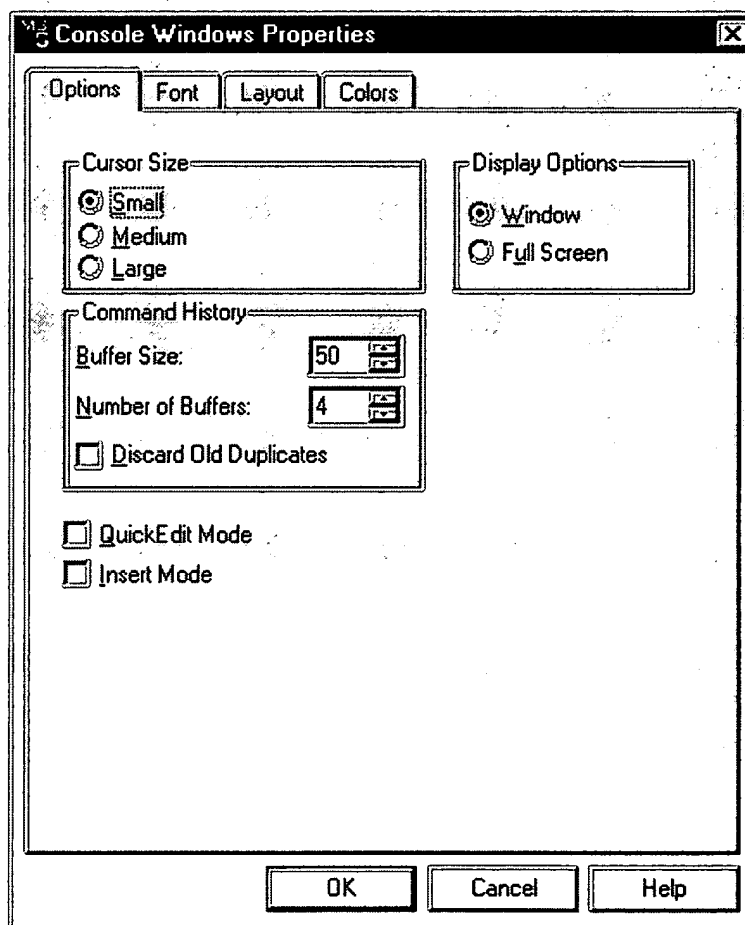 Console Windows Properties
Options Font Layout Colors
Cursor Size
Small
Medium
Large
Display Options
Window
Full Screen
Command History
Buffer Size: 50
Number of Buffers: 4
Discard Old Duplicates
QuickEdit Mode
Insert Mode
OK Cancel Help